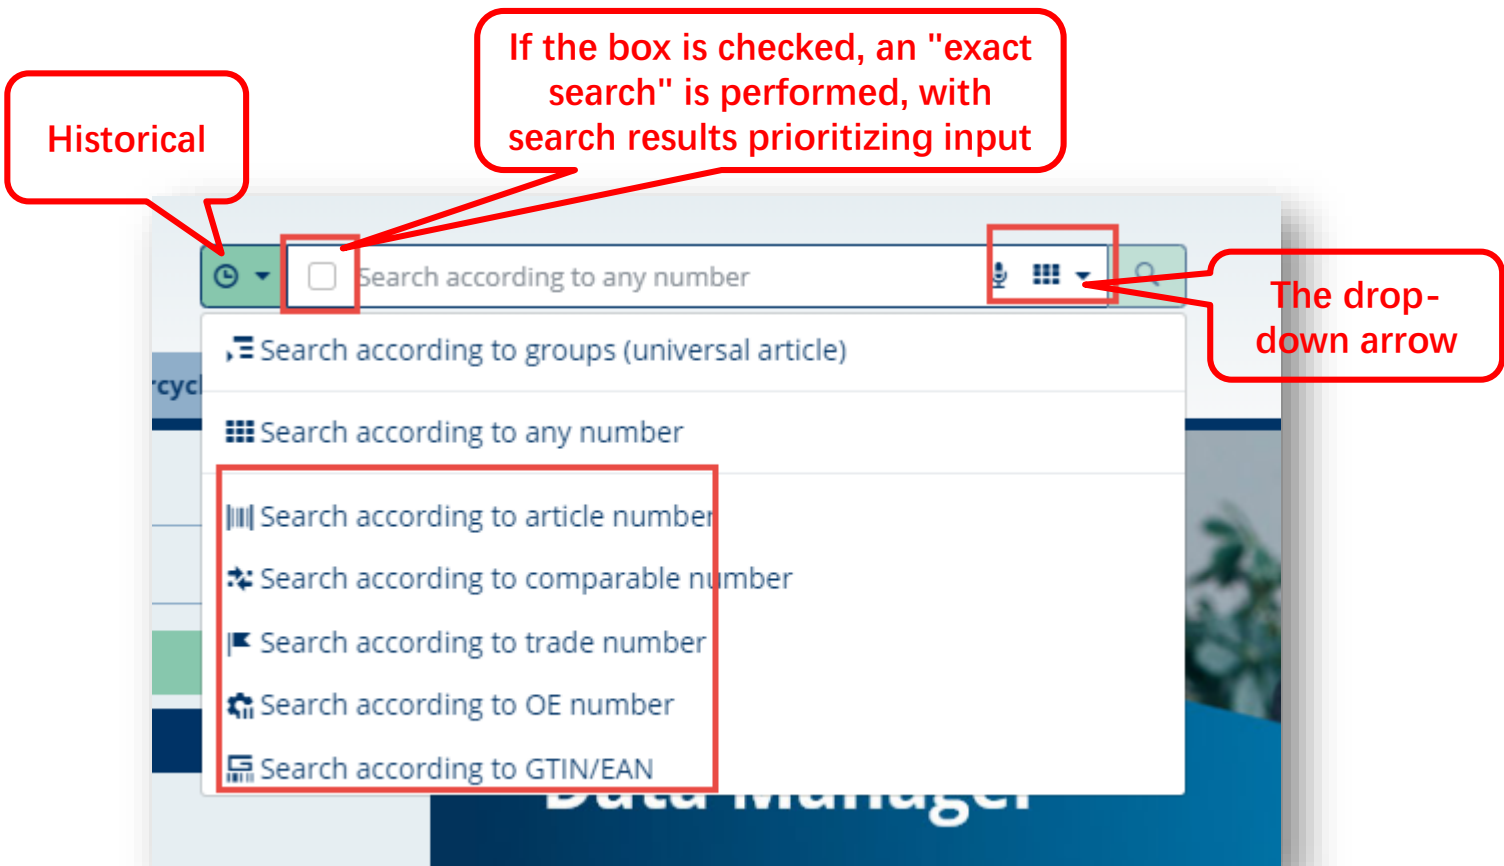 If the box is checked, an "exact
search" is performed, with
search results prioritizing input
Historical
Search according to any number
The drop-
down arrow
Search according to groups (universal article)
Search according to any number
Search according to article number
Search according to comparable number
Search according to trade number
Search according to OE number
Search according to GTIN/EAN
Data Manager